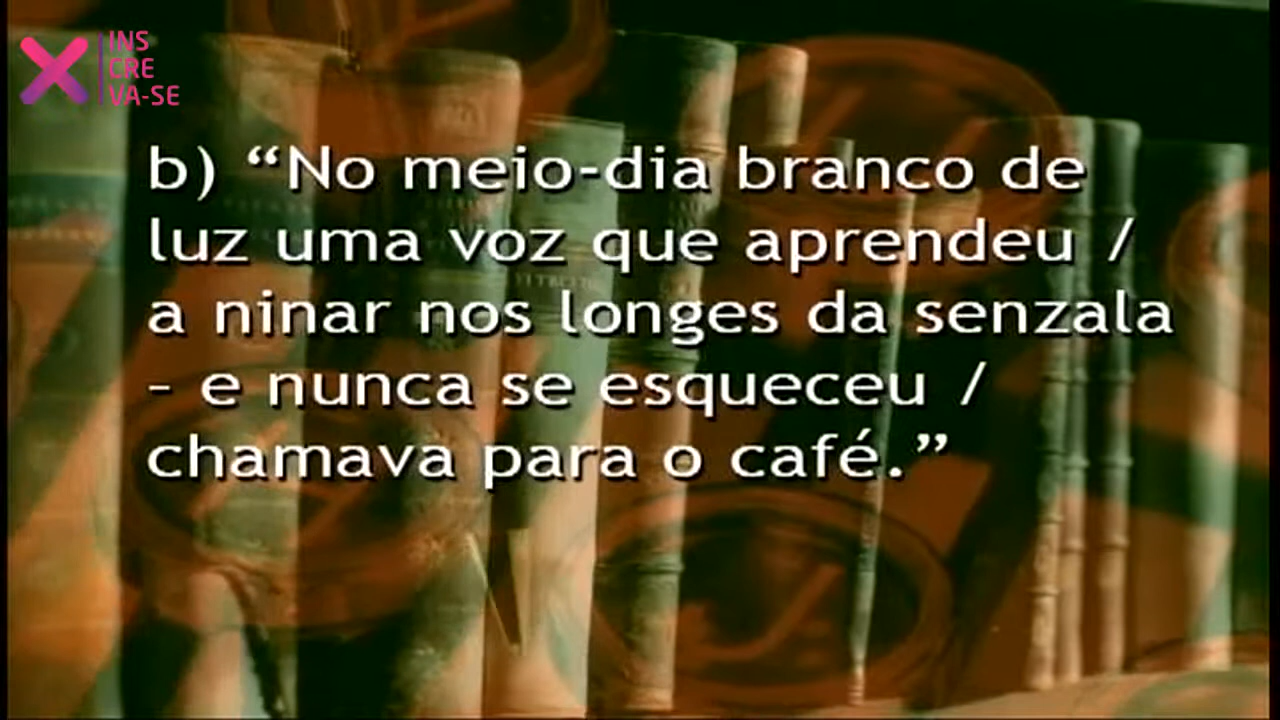 INS
CRE
VA-SE
b) “No meio-dia branco de
luz uma voz que aprendeu /
a ninar nos longes da senzala
- e nunca se esqueceu /
chamava para o café.”